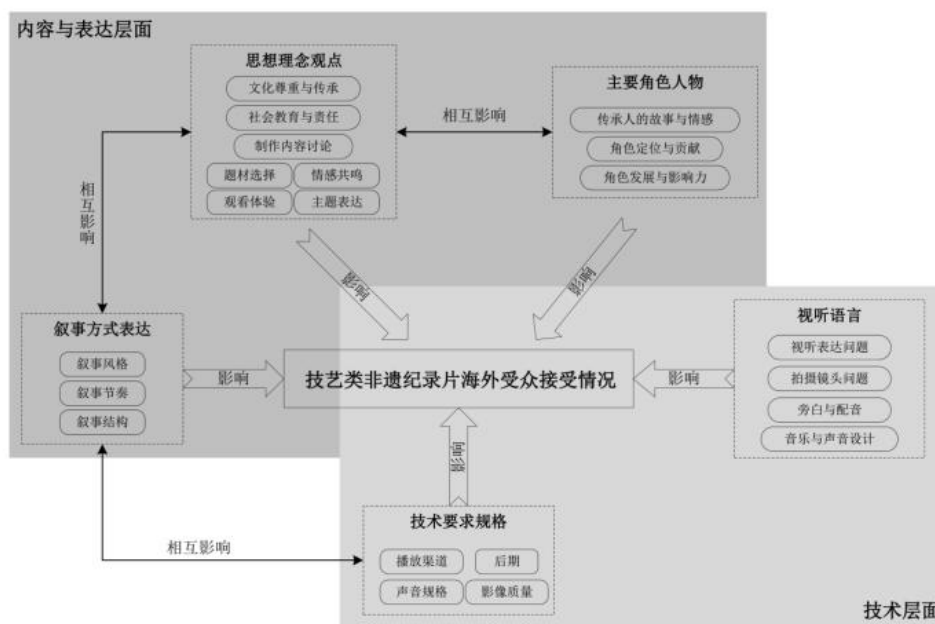 内容与表达层面
思想理念观点
文化尊重与传承
社会教育与责任
制作内容讨论
题材选择
情感共鸣
观看体验
主题表达
相互影响
主要角色人物
传承人的故事与情感
角色定位与贡献
角色发展与影响力
相互影响
影响
影响
叙事方式表达
叙事风格
叙事节奏
叙事结构
影响
技艺类非遗纪录片海外受众接受情况
影响
视听语言
视听表达问题
拍摄镜头问题
旁白与配音
音乐与声音设计
影响
相互影响
技术要求规格
播放渠道
后期
声音规格
影像质量
技术层面